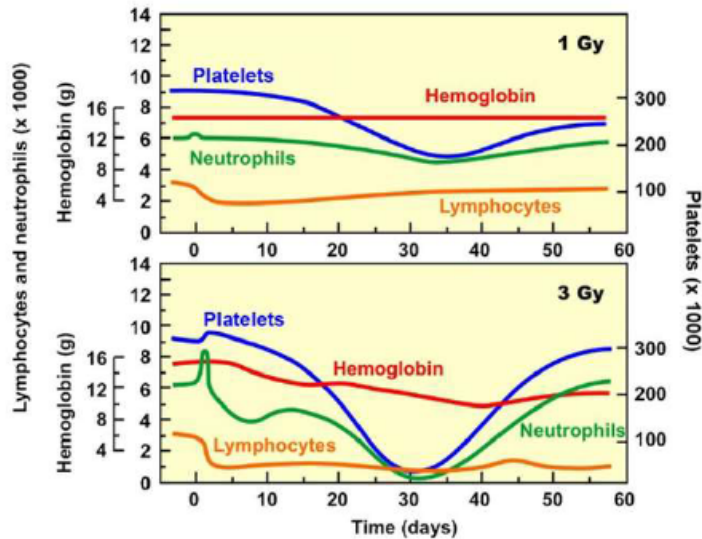 Lymphocytes and neutrophils (x 1000)
Hemoglobin (g)
16
12
8
4
14
12
10
8
6
4
2
0
1 Gy
Platelets
Hemoglobin
Neutrophils
Lymphocytes
300
200
100
0
10
20
30
40
50
60
Platelets (x 1000)
Hemoglobin (g)
16
12
8
4
14
12
10
8
6
4
2
0
3 Gy
Platelets
Hemoglobin
Neutrophils
Lymphocytes
300
200
100
0
10
20
30
40
50
60
Time (days)